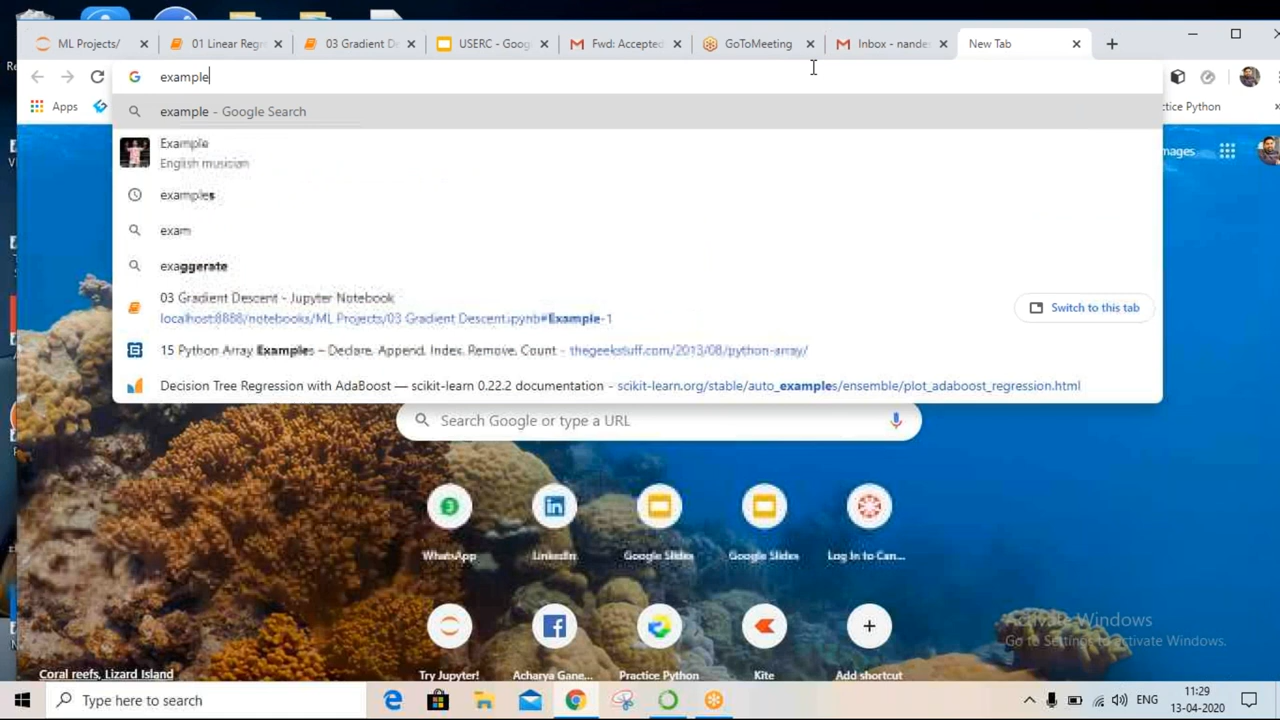 ML Projects/
01 Linear Regr
03 Gradient De
USERC - Goog
Fwd: Accepted
GoToMeeting
Inbox - nandes
New Tab
example
Apps
ctice Python
example - Google Search
Example
English musician
examples
exam
exaggerate
03 Gradient Descent - Jupyter Notebook
localhost:8888/notebooks/ML Projects/03 Gradient Descent.ipynb#Example-1
Switch to this tab
15 Python Array Examples – Declare, Append, Index, Remove, Count - thegeekstuff.com/2013/08/python-array/
Decision Tree Regression with AdaBoost — scikit-learn 0.22.2 documentation - scikit-learn.org/stable/auto_examples/ensemble/plot_adaboost_regression.html
mages
Search Google or type a URL
WhatsApp
LinkedIn
Google Slides
Google Slides
Log In to Can...
Try Jupyter!
Acharya Gane...
Practice Python
Kite
Add shortcut
Activate Windows
Go to Settings to activate Windows.
Coral reefs, Lizard Island
Type here to search
ENG
11:29
13-04-2020